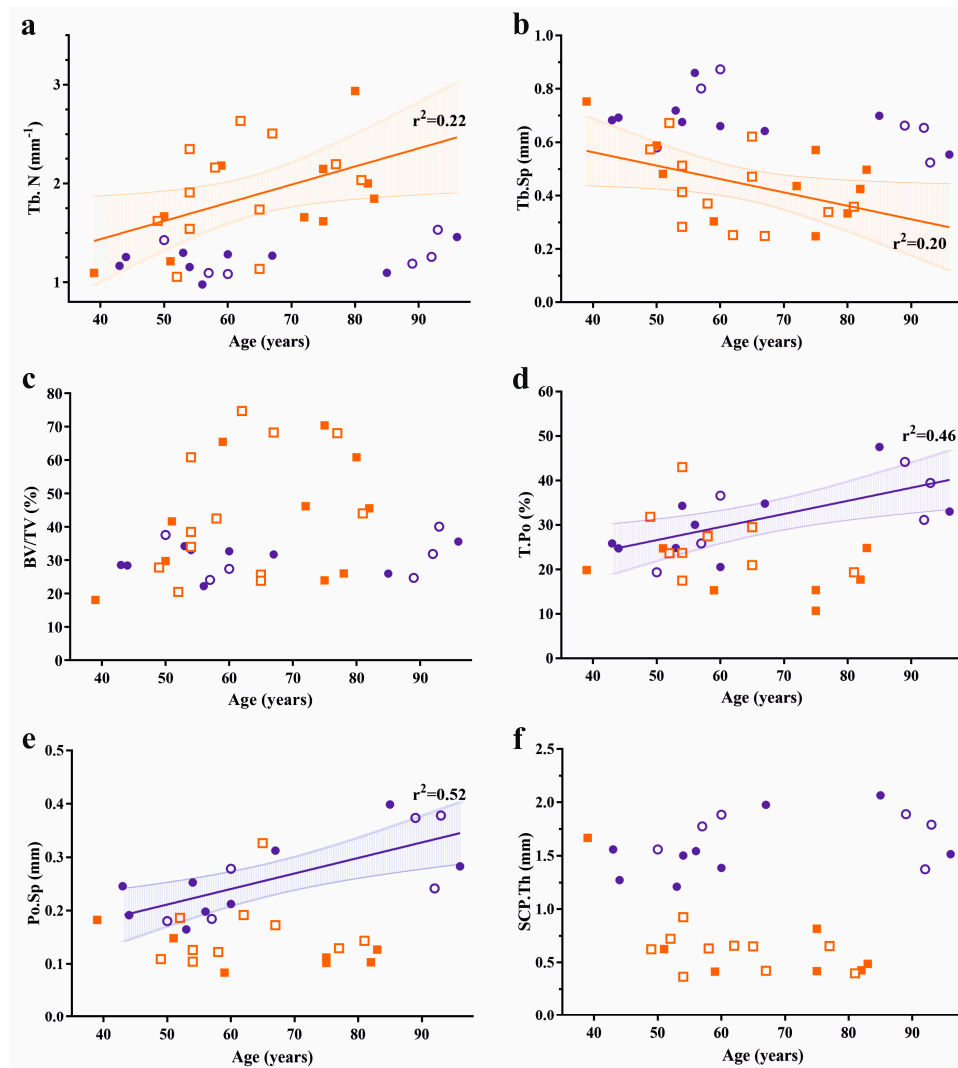 a
Tb. N (mm-1)
3
2
1
r2=0.22
40 50 60 70 80 90
Age (years)
b
Tb.Sp (mm)
1.0
0.8
0.6
0.4
0.2
0.0
r2=0.20
40 50 60 70 80 90
Age (years)
c
BV/TV (%)
80
70
60
50
40
30
20
10
0
40 50 60 70 80 90
Age (years)
d
T.Po (%)
60
50
40
30
20
10
0
r2=0.46
40 50 60 70 80 90
Age (years)
e
Po.Sp (mm)
0.5
0.4
0.3
0.2
0.1
0.0
r2=0.52
40 50 60 70 80 90
Age (years)
f
SCP.Th (mm)
2.5
2.0
1.5
1.0
0.5
0.0
40 50 60 70 80 90
Age (years)